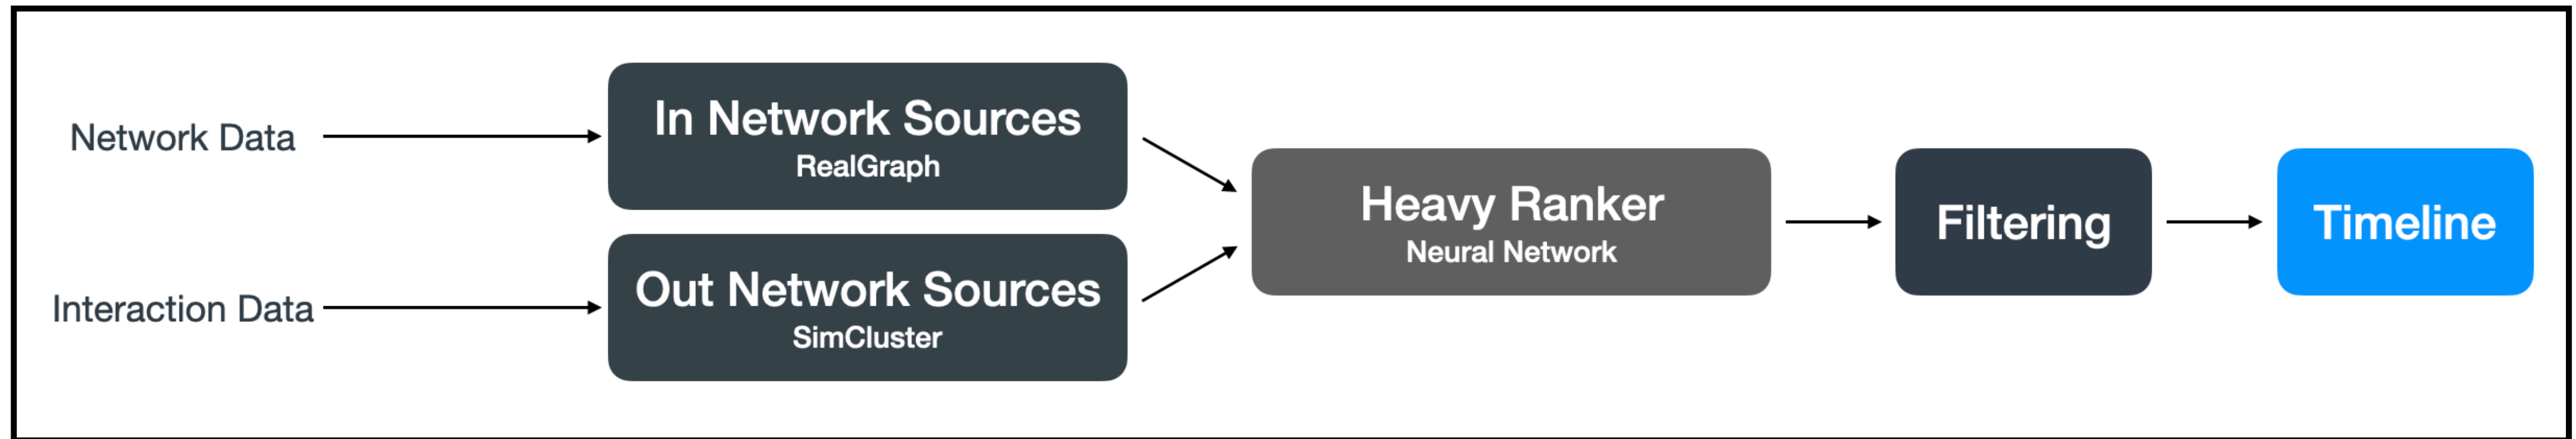 Network Data
In Network Sources
RealGraph
Interaction Data
Out Network Sources
SimCluster
Heavy Ranker
Neural Network
Filtering
Timeline